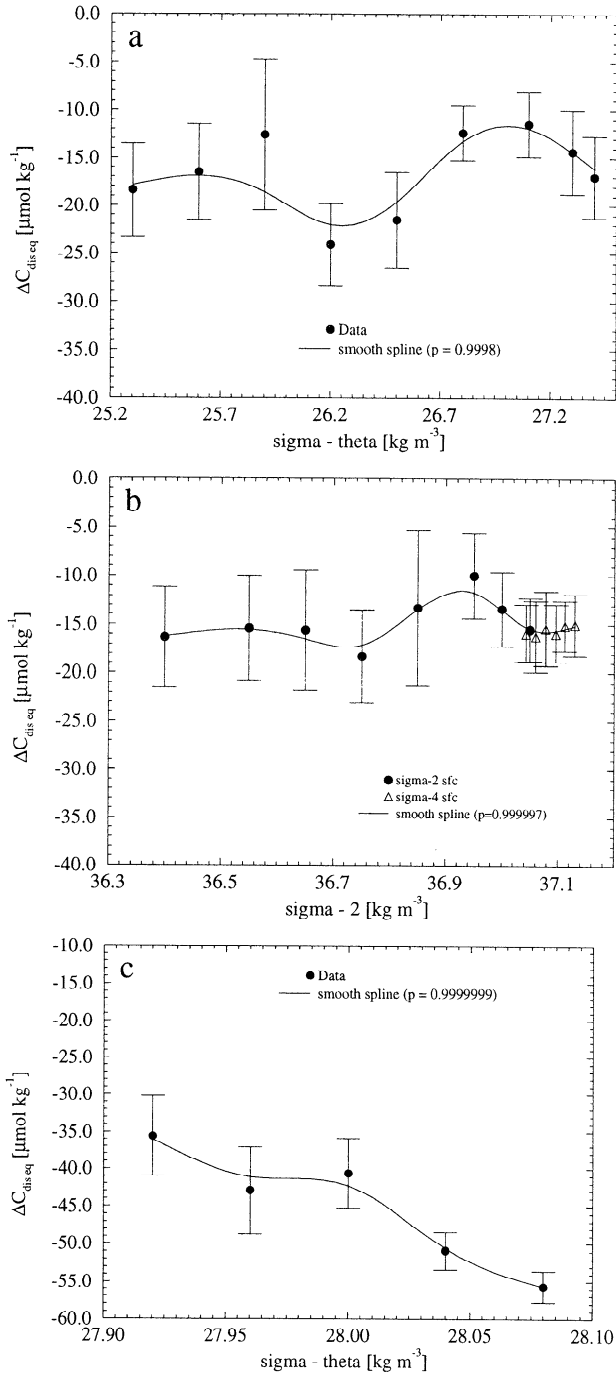 a
0.0
-5.0
-10.0
-15.0
-20.0
-25.0
-30.0
-35.0
-40.0
ΔC_dis eq [μmol kg^-1]
Data
smooth spline (p = 0.9998)
25.2 25.7 26.2 26.7 27.2
sigma - theta [kg m^-3]
b
0.0
-5.0
-10.0
-15.0
-20.0
-25.0
-30.0
-35.0
-40.0
ΔC_dis eq [μmol kg^-1]
sigma-2 sfc
sigma-4 sfc
smooth spline (p=0.999997)
36.3 36.5 36.7 36.9 37.1
sigma - 2 [kg m^-3]
c
-10.0
-15.0
-20.0
-25.0
-30.0
-35.0
-40.0
-45.0
-50.0
-55.0
-60.0
ΔC_dis eq [μmol kg^-1]
Data
smooth spline (p = 0.9999999)
27.90 27.95 28.00 28.05 28.10
sigma - theta [kg m^-3]